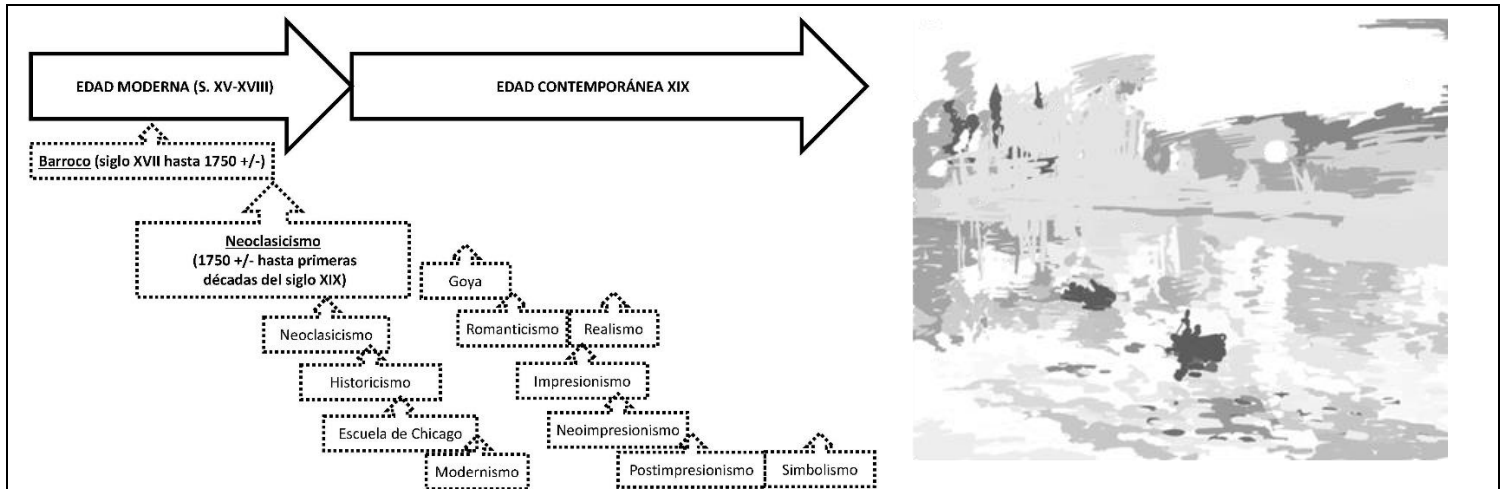 EDAD MODERNA (S. XV-XVIII)
EDAD CONTEMPORÁNEA XIX
Barroco (siglo XVII hasta 1750 +/-)
Neoclasicismo
(1750 +/- hasta primeras
décadas del siglo XIX)
Goya
Neoclasicismo
Romanticismo
Realismo
Historicismo
Impresionismo
Escuela de Chicago
Neoimpresionismo
Modernismo
Postimpresionismo
Simbolismo